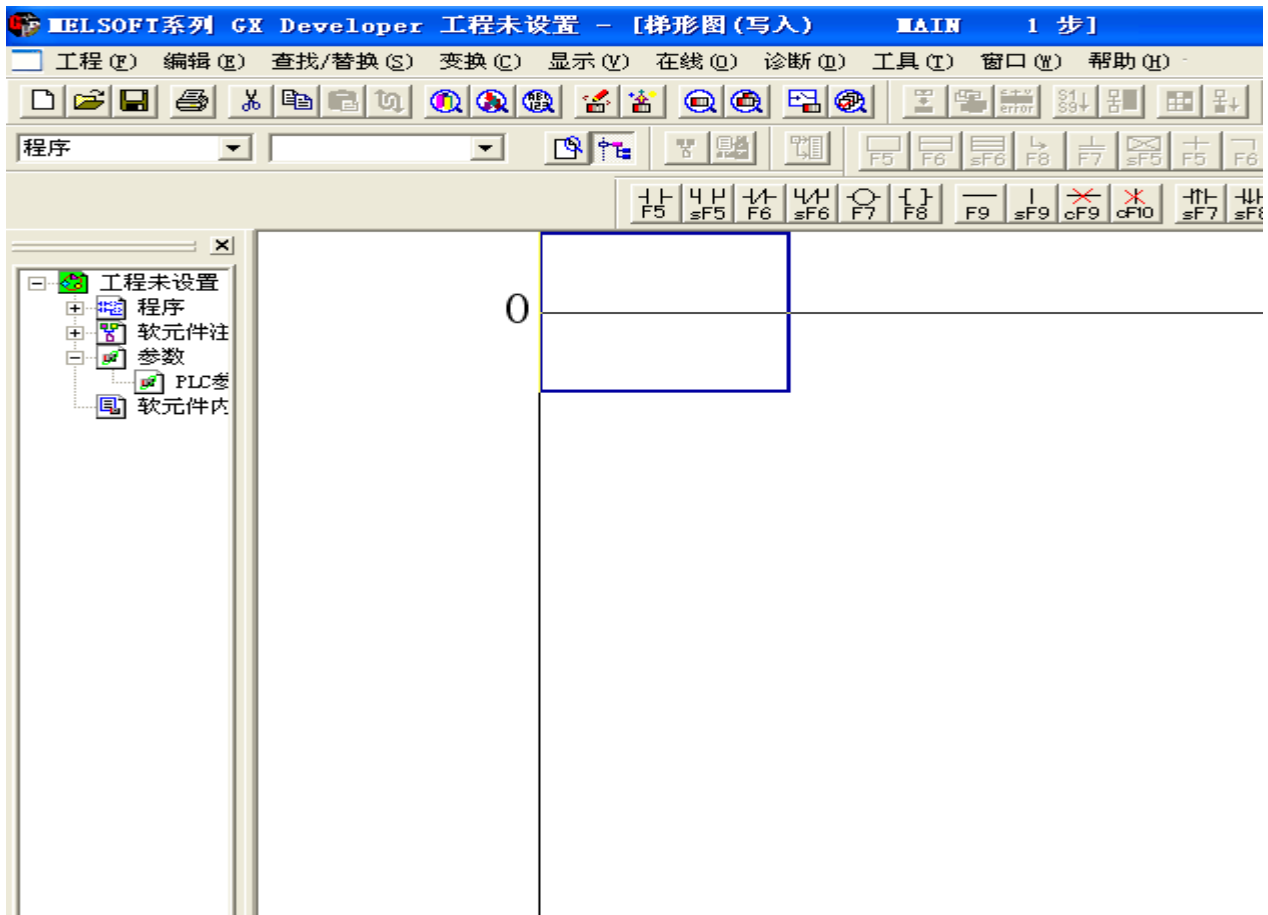 MELSOFT系列 GX Developer 工程未设置 - [梯形图(写入) MAIN 1 步]
工程(F) 编辑(E) 查找/替换(S) 变换(C) 显示(V) 在线(O) 诊断(D) 工具(T) 窗口(W) 帮助(H)
error
程序
F5 F6 sF6 F8 F7 sF5 F5 F6
F5 sF5 F6 sF6 F7 F8 F9 sF9 cF9 cF10 sF7 sF8
工程未设置
程序
软元件注
参数
PLC参
软元件内
0